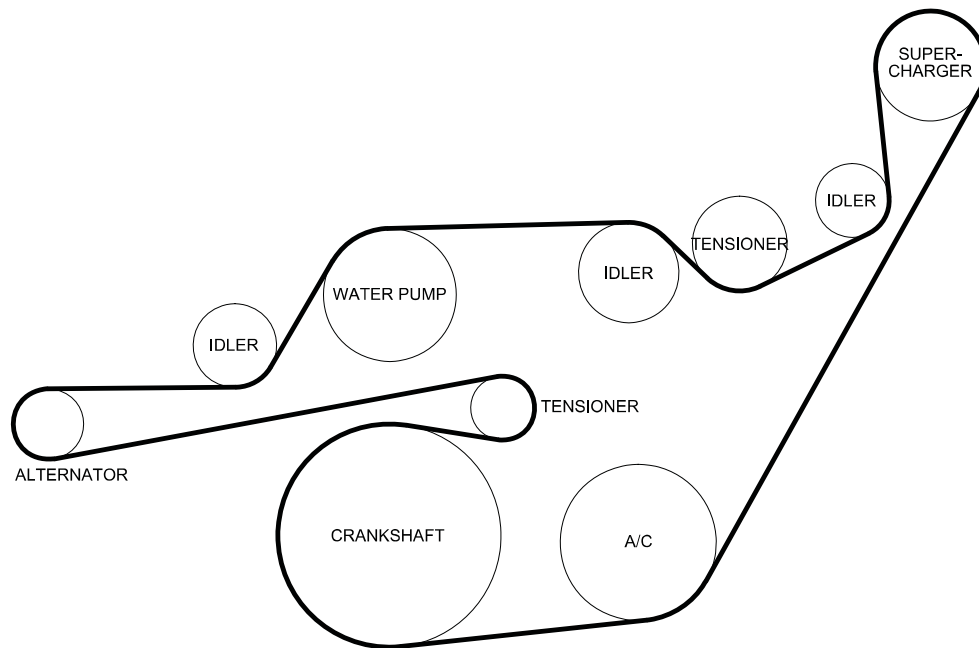 SUPER-
CHARGER
IDLER
TENSIONER
IDLER
WATER PUMP
IDLER
TENSIONER
ALTERNATOR
CRANKSHAFT
A/C